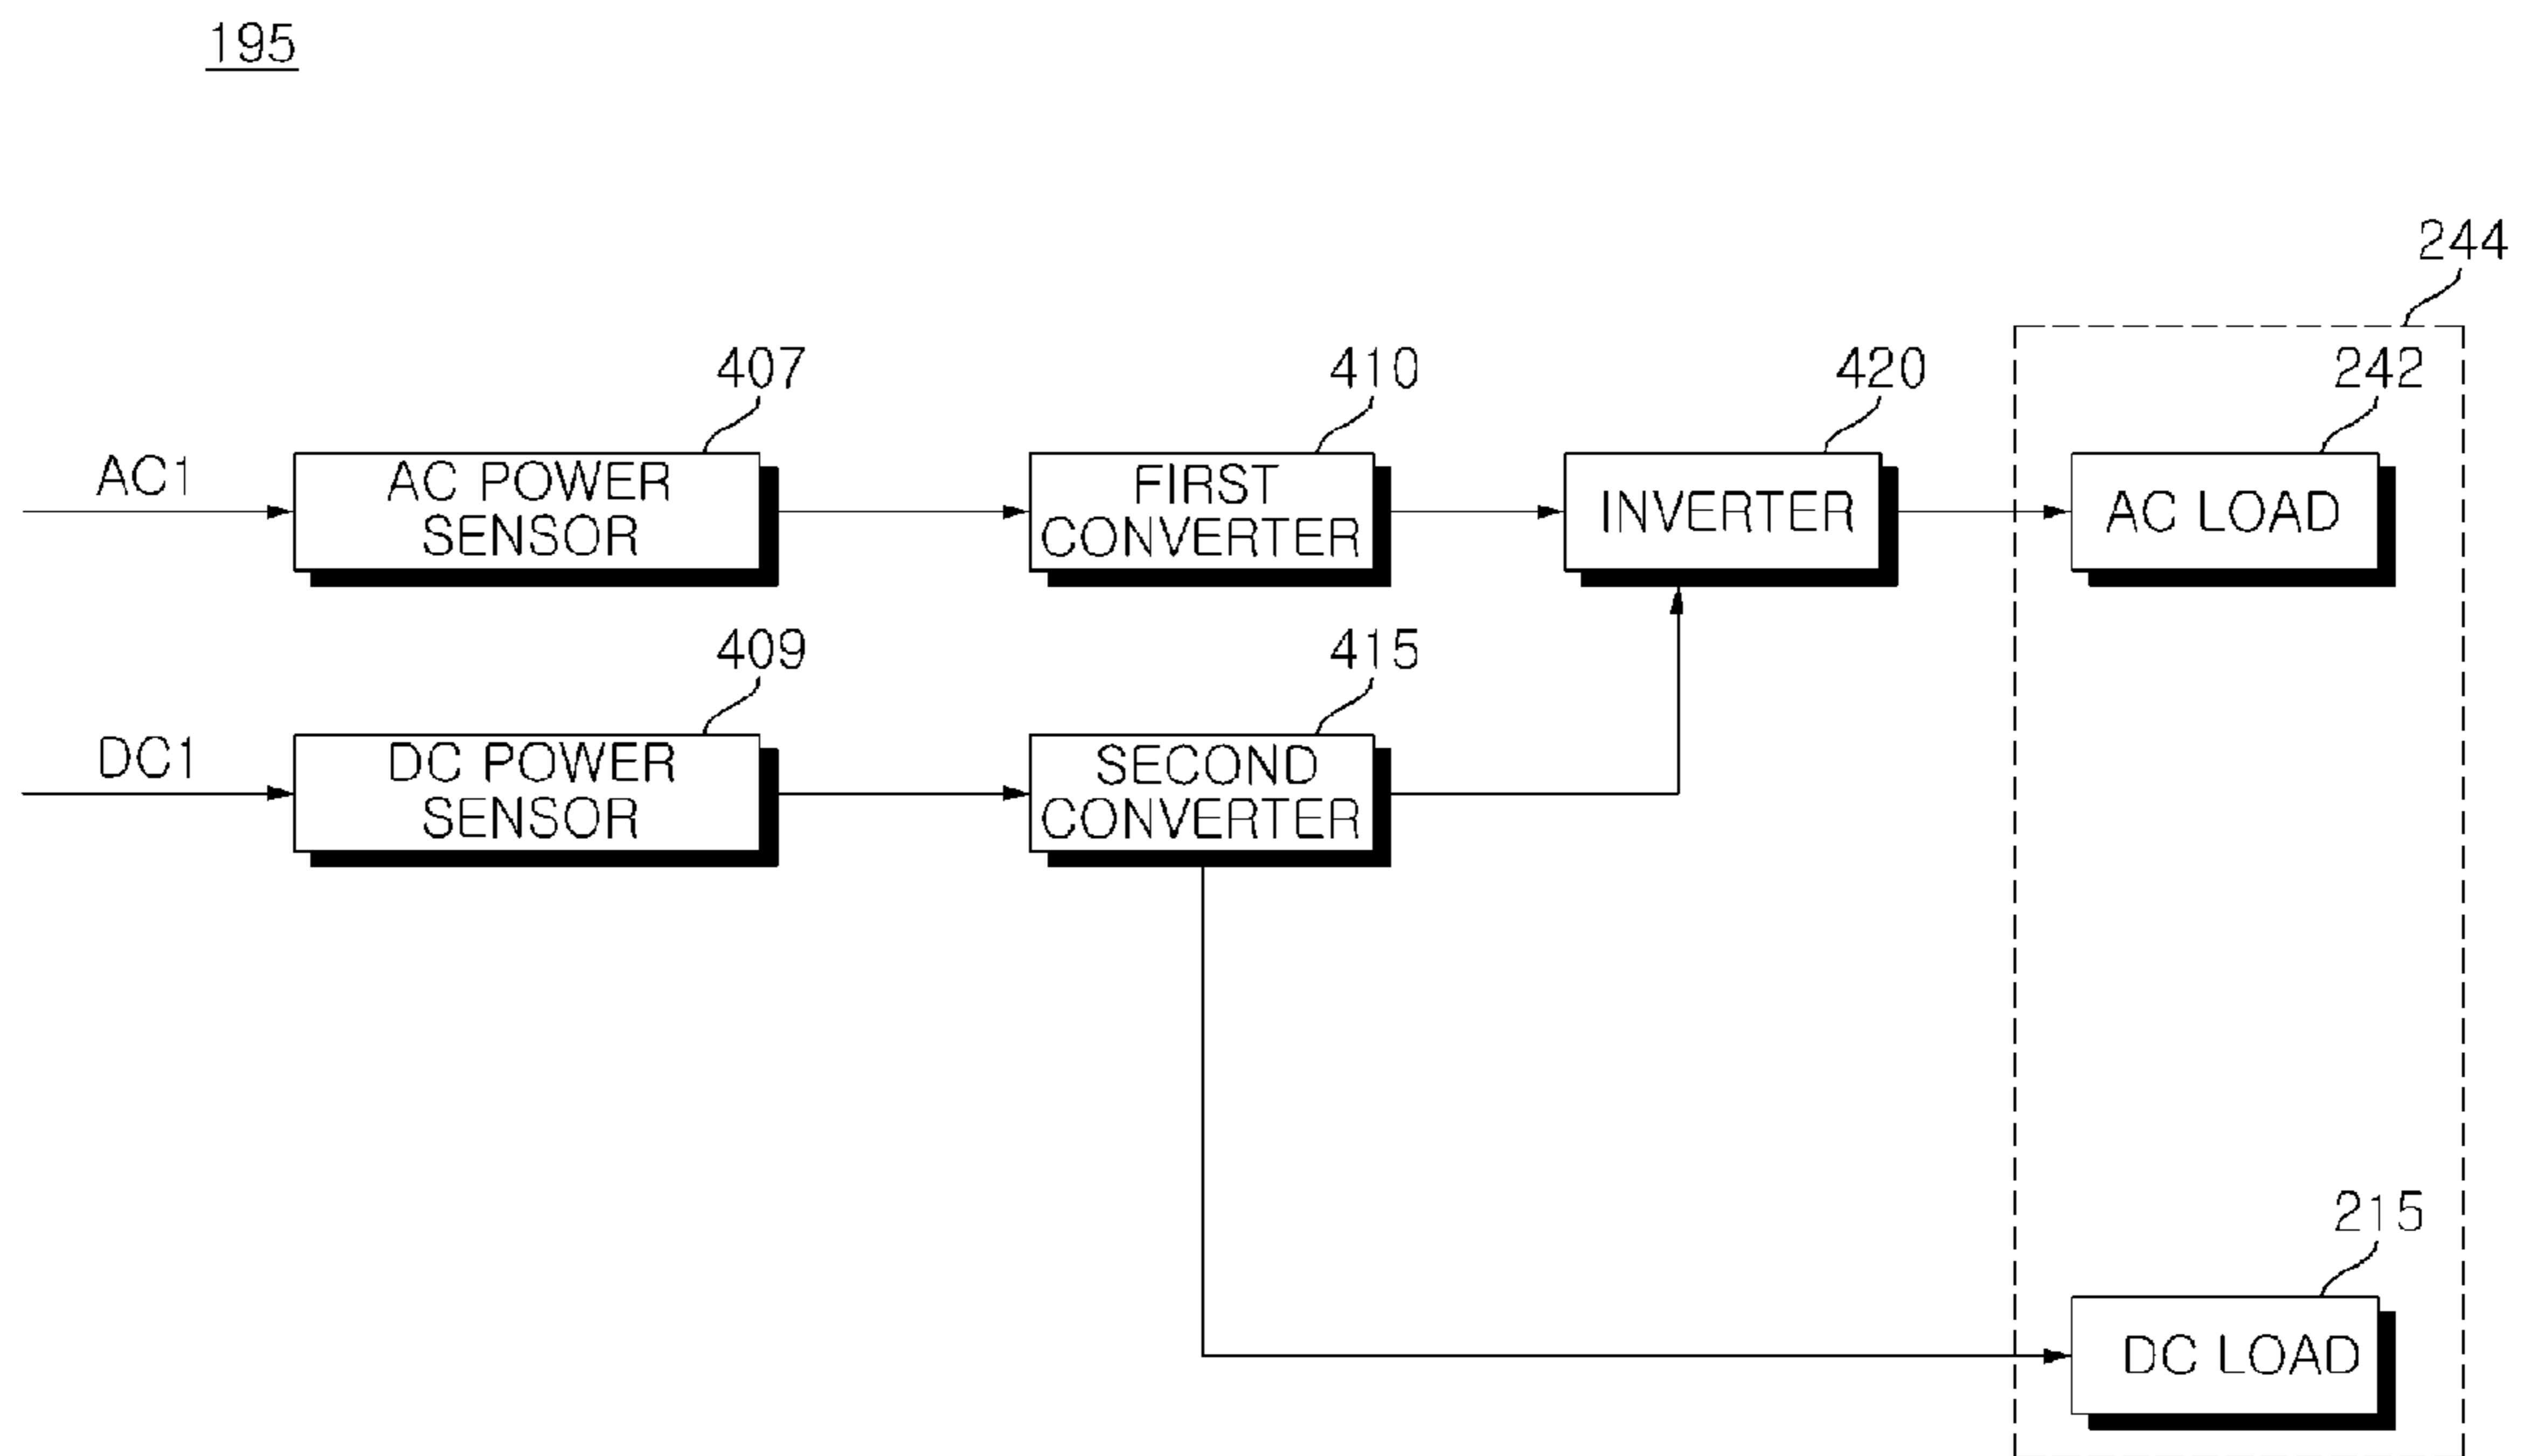 195
244
407
410
420
242
AC1
AC POWER
SENSOR
FIRST
CONVERTER
INVERTER
AC LOAD
409
415
DC1
DC POWER
SENSOR
SECOND
CONVERTER
215
DC LOAD